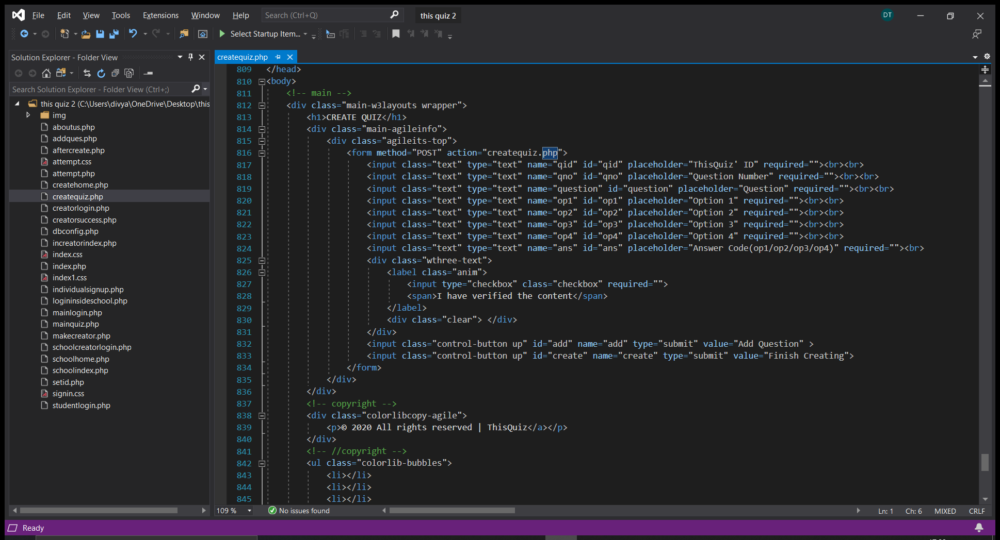 File Edit View Tools Extensions Window Help Search (Ctrl+Q) this quiz 2 DT
Select Startup Item...
Solution Explorer - Folder View
Search Solution Explorer - Folder View (Ctrl+;)
this quiz 2 (C:\Users\divya\OneDrive\Desktop\this
img
aboutus.php
addques.php
aftercreate.php
attempt.css
attempt.php
createhome.php
createquiz.php
creatorlogin.php
creatorsuccess.php
dbconfig.php
increatorindex.php
index.css
index.php
index1.css
individualsignup.php
logininsideschool.php
mainlogin.php
mainquiz.php
makecreator.php
schoolcreatorlogin.php
schoolhome.php
schoolindex.php
setid.php
signin.css
studentlogin.php
createquiz.php
809 </head>
810 <body>
811 <!-- main -->
812 <div class="main-w3layouts wrapper">
813 <h1>CREATE QUIZ</h1>
814 <div class="main-agileinfo">
815 <div class="agileits-top">
816 <form method="POST" action="createquiz.php">
817 <input class="text" type="text" name="qid" id="qid" placeholder="ThisQuiz' ID" required=""><br><br>
818 <input class="text" type="text" name="qno" id="qno" placeholder="Question Number" required=""><br><br>
819 <input class="text" type="text" name="question" id="question" placeholder="Question" required=""><br><br>
820 <input class="text" type="text" name="op1" id="op1" placeholder="Option 1" required=""><br><br>
821 <input class="text" type="text" name="op2" id="op2" placeholder="Option 2" required=""><br><br>
822 <input class="text" type="text" name="op3" id="op3" placeholder="Option 3" required=""><br><br>
823 <input class="text" type="text" name="op4" id="op4" placeholder="Option 4" required=""><br><br>
824 <input class="text" type="text" name="ans" id="ans" placeholder="Answer Code(op1/op2/op3/op4)" required=""><br>
825 <div class="wthree-text">
826 <label class="anim">
827 <input type="checkbox" class="checkbox" required="">
828 <span>I have verified the content</span>
829 </label>
830 <div class="clear"> </div>
831 </div>
832 <input class="control-button up" id="add" name="add" type="submit" value="Add Question" >
833 <input class="control-button up" id="create" name="create" type="submit" value="Finish Creating">
834 </form>
835 </div>
836 </div>
837 <!-- copyright -->
838 <div class="colorlibcopy-agile">
839 <p>© 2020 All rights reserved | ThisQuiz</a></p>
840 </div>
841 <!-- //copyright -->
842 <ul class="colorlib-bubbles">
843 <li></li>
844 <li></li>
845 <li></li>
109 % No issues found Ln: 1 Ch: 6 MIXED CRLF
Ready